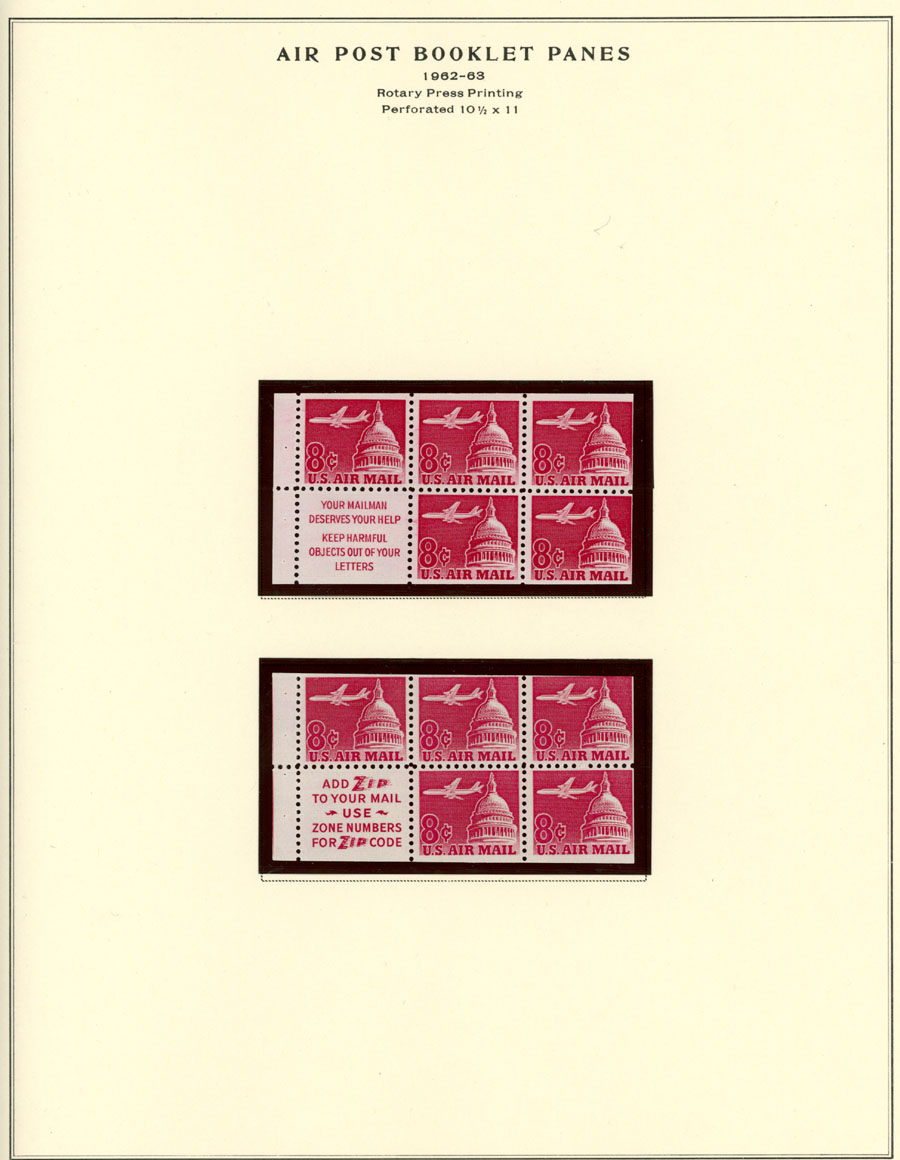 AIR POST BOOKLET PANES
1962-63
Rotary Press Printing
Perforated 10 ½ x 11
8¢ 8¢ 8¢
U.S. AIR MAIL U.S. AIR MAIL U.S. AIR MAIL
YOUR MAILMAN
DESERVES YOUR HELP
KEEP HARMFUL
OBJECTS OUT OF YOUR
LETTERS
8¢ 8¢
U.S. AIR MAIL U.S. AIR MAIL
8¢ 8¢ 8¢
U.S. AIR MAIL U.S. AIR MAIL U.S. AIR MAIL
ADD ZIP
TO YOUR MAIL
USE
ZONE NUMBERS
FOR ZIP CODE
8¢ 8¢
U.S. AIR MAIL U.S. AIR MAIL